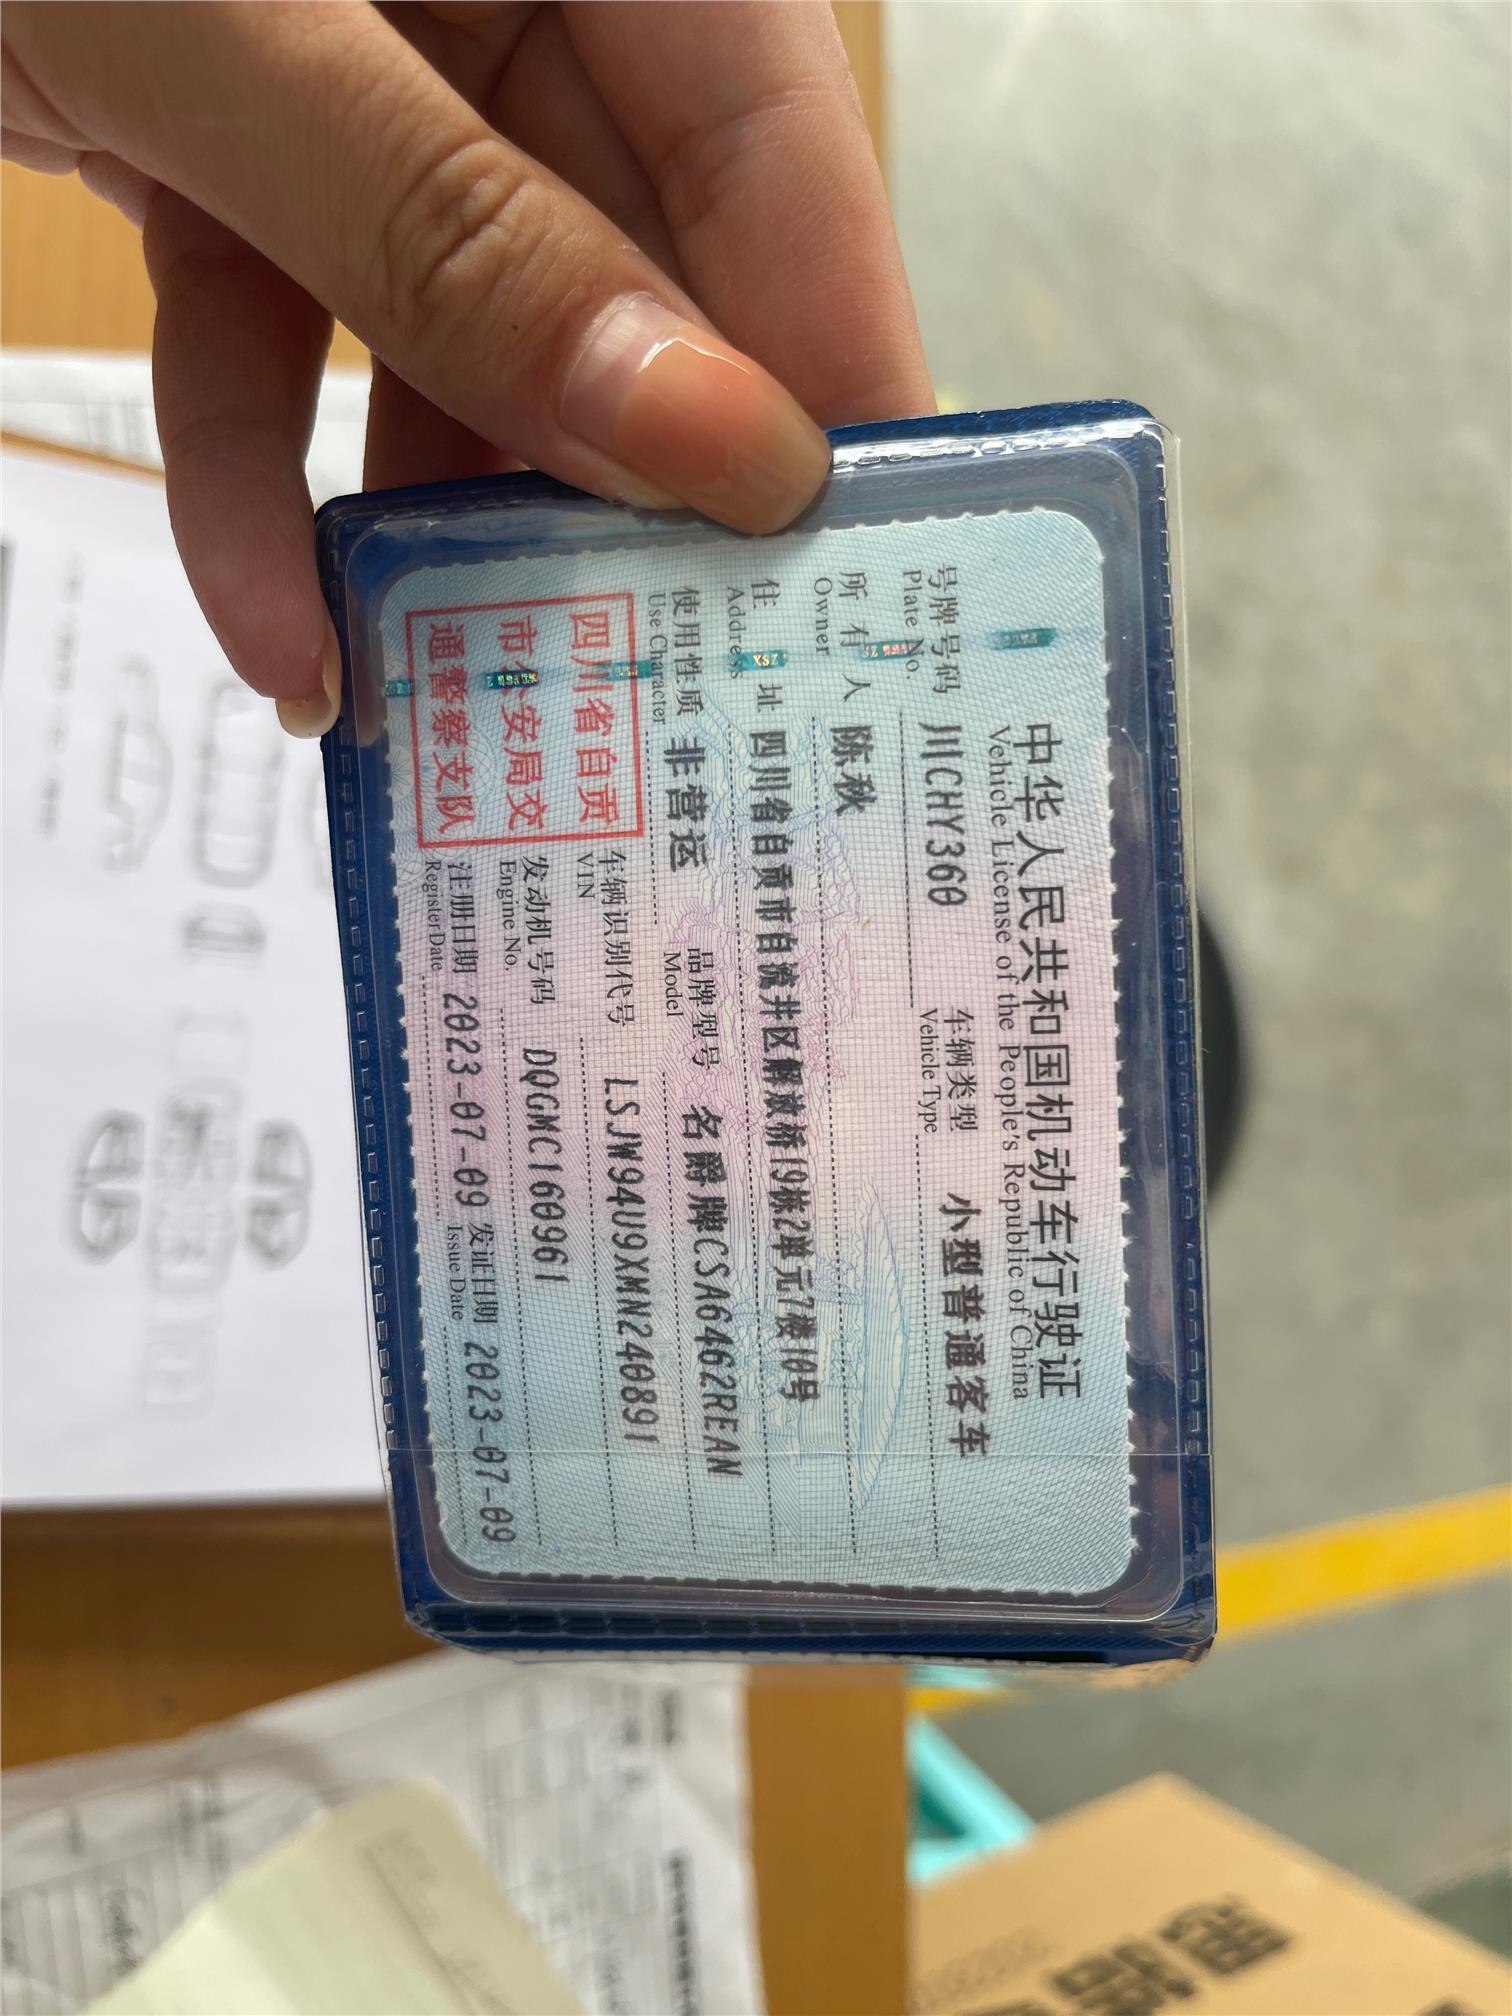 中华人民共和国机动车行驶证
Vehicle License of the People's Republic of China
号牌号码 川CHY360 车辆类型 小型普通客车
Plate No. Vehicle Type
所有人 陈秋
Owner
住址 四川省自贡市自流井区解放桥19栋2单元7楼10号
Address
使用性质 非营运 品牌型号 名爵牌CSA6462REAN
Use Character Model
四川省自贡
市公安局交
通警察支队
车辆识别代号 LSJW94U9XMN240891
VIN
发动机号码 DQGMC160961
Engine No.
注册日期 2023-07-09 发证日期 2023-07-09
Register Date Issue Date